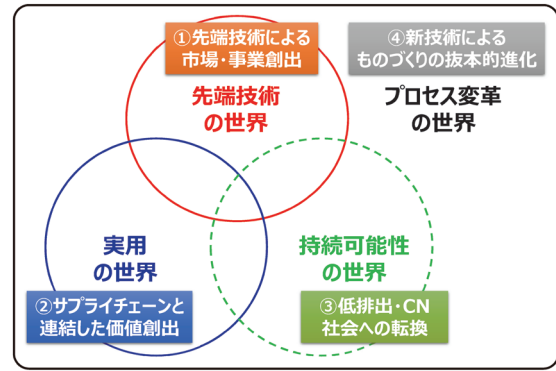 ①先端技術による
市場・事業創出
先端技術
の世界
④新技術による
ものづくりの抜本的進化
プロセス変革
の世界
実用
の世界
②サプライチェーンと
連結した価値創出
持続可能性
の世界
③低排出・CN
社会への転換